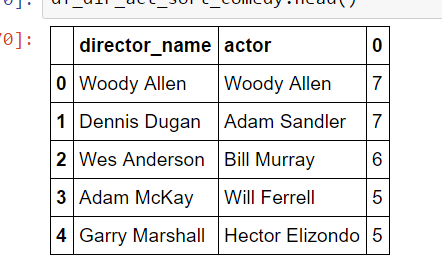 df_dir_act_sort_comedy.head()
0]:
director_name actor 0
0 Woody Allen Woody Allen 7
1 Dennis Dugan Adam Sandler 7
2 Wes Anderson Bill Murray 6
3 Adam McKay Will Ferrell 5
4 Garry Marshall Hector Elizondo 5